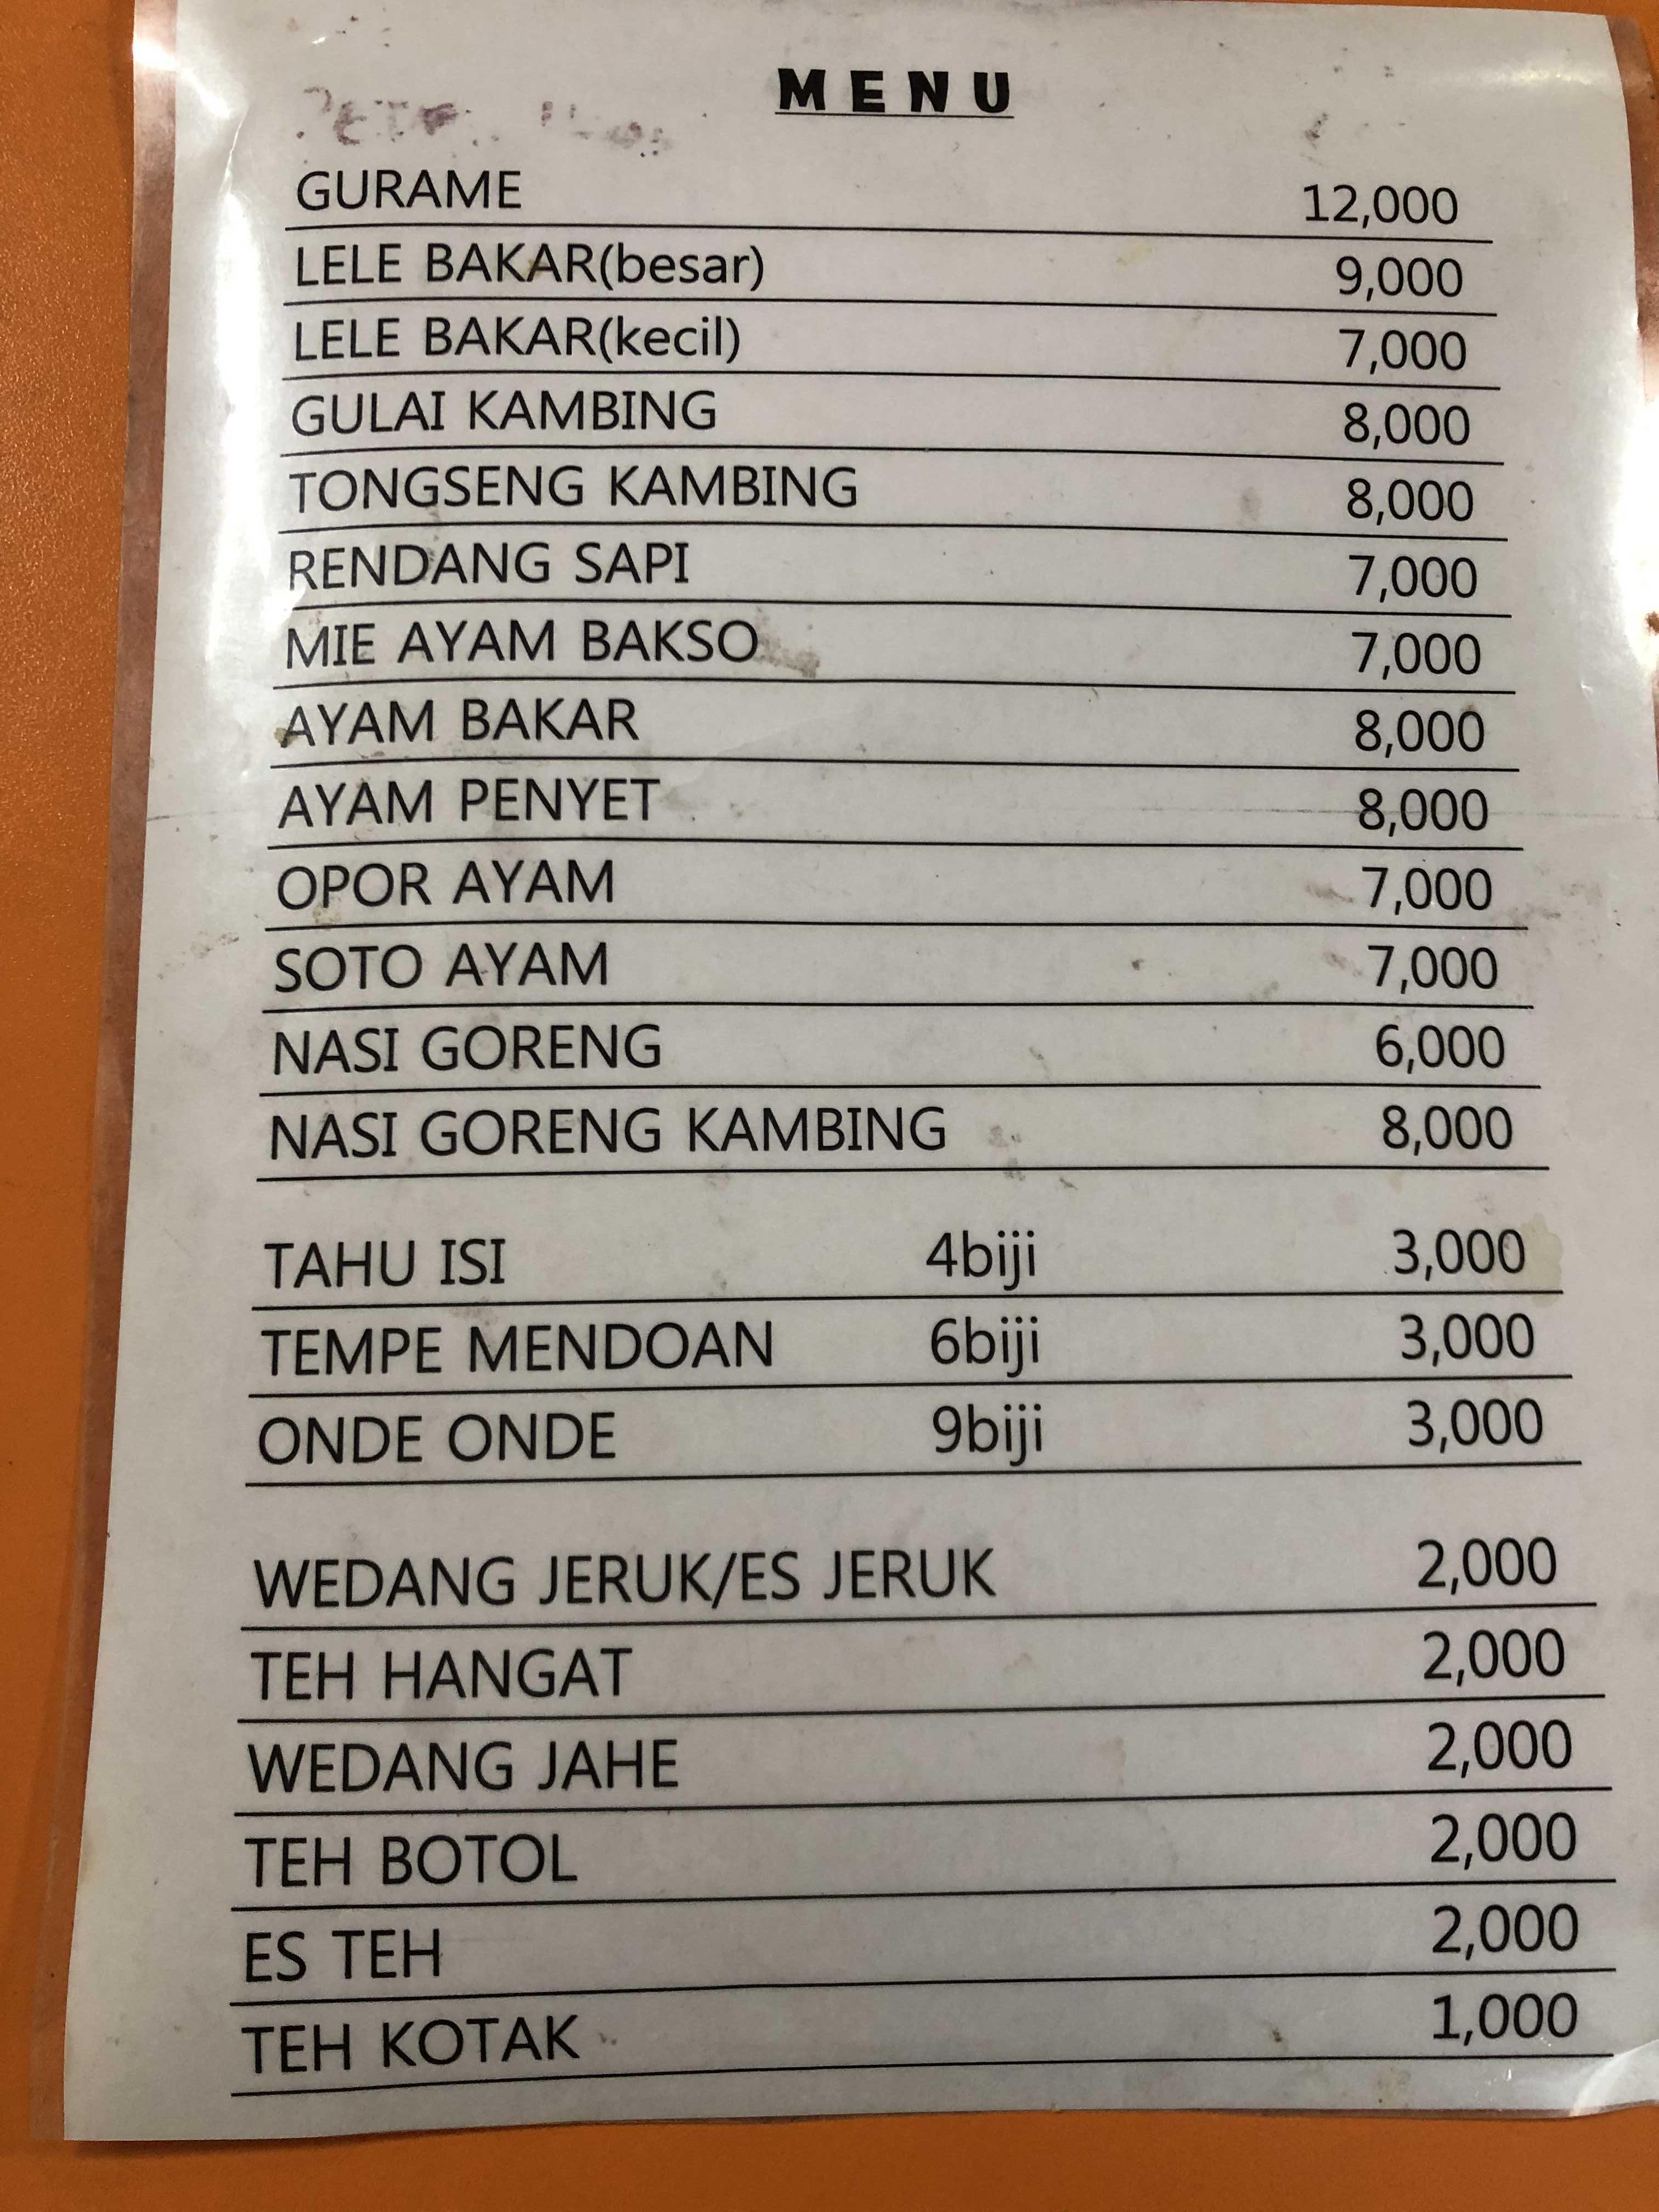 MENU
GURAME 12,000
LELE BAKAR(besar) 9,000
LELE BAKAR(kecil) 7,000
GULAI KAMBING 8,000
TONGSENG KAMBING 8,000
RENDANG SAPI 7,000
MIE AYAM BAKSO 7,000
AYAM BAKAR 8,000
AYAM PENYET 8,000
OPOR AYAM 7,000
SOTO AYAM 7,000
NASI GORENG 6,000
NASI GORENG KAMBING 8,000
TAHU ISI 4biji 3,000
TEMPE MENDOAN 6biji 3,000
ONDE ONDE 9biji 3,000
WEDANG JERUK/ES JERUK 2,000
TEH HANGAT 2,000
WEDANG JAHE 2,000
TEH BOTOL 2,000
ES TEH 2,000
TEH KOTAK 1,000